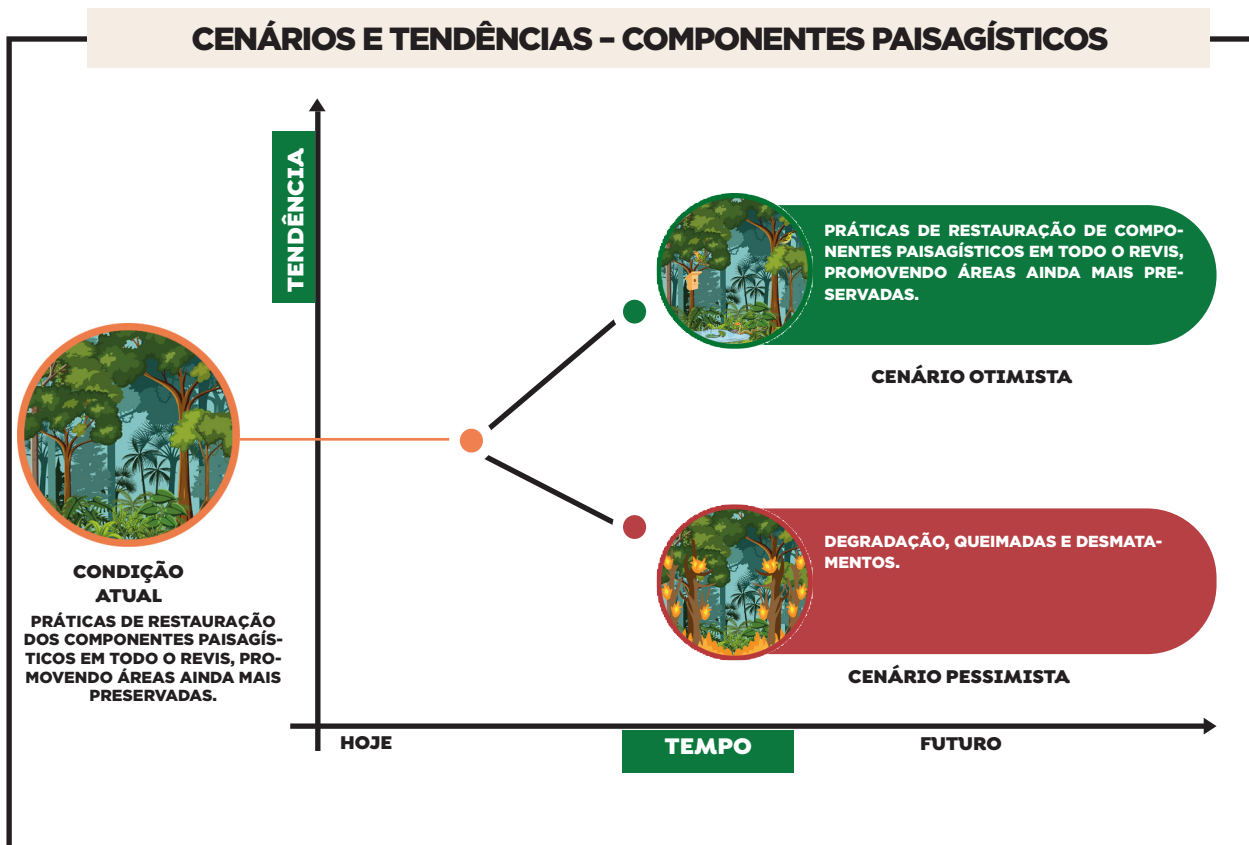 CENÁRIOS E TENDÊNCIAS – COMPONENTES PAISAGÍSTICOS
TENDÊNCIA
PRÁTICAS DE RESTAURAÇÃO DE COMPO-
NENTES PAISAGÍSTICOS EM TODO O REVIS,
PROMOVENDO ÁREAS AINDA MAIS PRE-
SERVADAS.
CENÁRIO OTIMISTA
CONDIÇÃO
ATUAL
PRÁTICAS DE RESTAURAÇÃO
DOS COMPONENTES PAISAGÍS-
TICOS EM TODO O REVIS, PRO-
MOVENDO ÁREAS AINDA MAIS
PRESERVADAS.
DEGRADAÇÃO, QUEIMADAS E DESMATA-
MENTOS.
CENÁRIO PESSIMISTA
HOJE
TEMPO
FUTURO